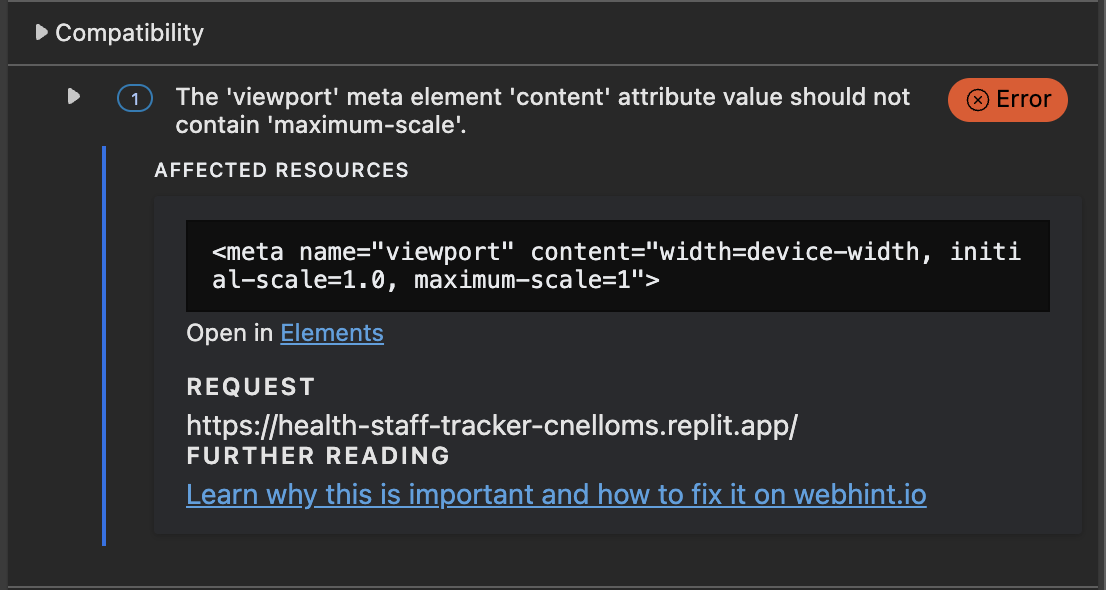 Compatibility
1 The 'viewport' meta element 'content' attribute value should not
contain 'maximum-scale'.
Error
AFFECTED RESOURCES
<meta name="viewport" content="width=device-width, initi
al-scale=1.0, maximum-scale=1">
Open in Elements
REQUEST
https://health-staff-tracker-cnelloms.replit.app/
FURTHER READING
Learn why this is important and how to fix it on webhint.io